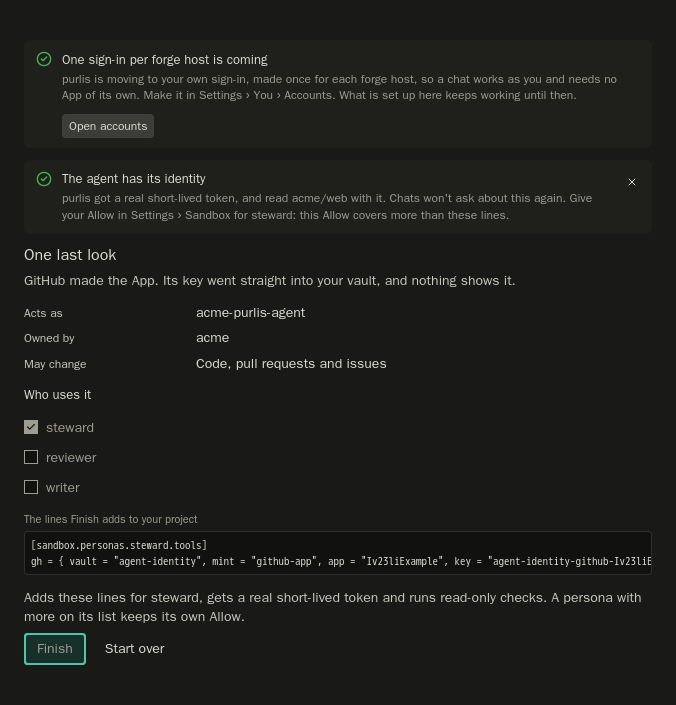 One sign-in per forge host is coming
purlis is moving to your own sign-in, made once for each forge host, so a chat works as you and needs no
App of its own. Make it in Settings › You › Accounts. What is set up here keeps working until then.
Open accounts
The agent has its identity
purlis got a real short-lived token, and read acme/web with it. Chats won't ask about this again. Give
your Allow in Settings › Sandbox for steward: this Allow covers more than these lines.
One last look
GitHub made the App. Its key went straight into your vault, and nothing shows it.
Acts as acme-purlis-agent
Owned by acme
May change Code, pull requests and issues
Who uses it
steward
reviewer
writer
The lines Finish adds to your project
[sandbox.personas.steward.tools]
gh = { vault = "agent-identity", mint = "github-app", app = "Iv23liExample", key = "agent-identity-github-Iv23liE
Adds these lines for steward, gets a real short-lived token and runs read-only checks. A persona with
more on its list keeps its own Allow.
Finish Start over